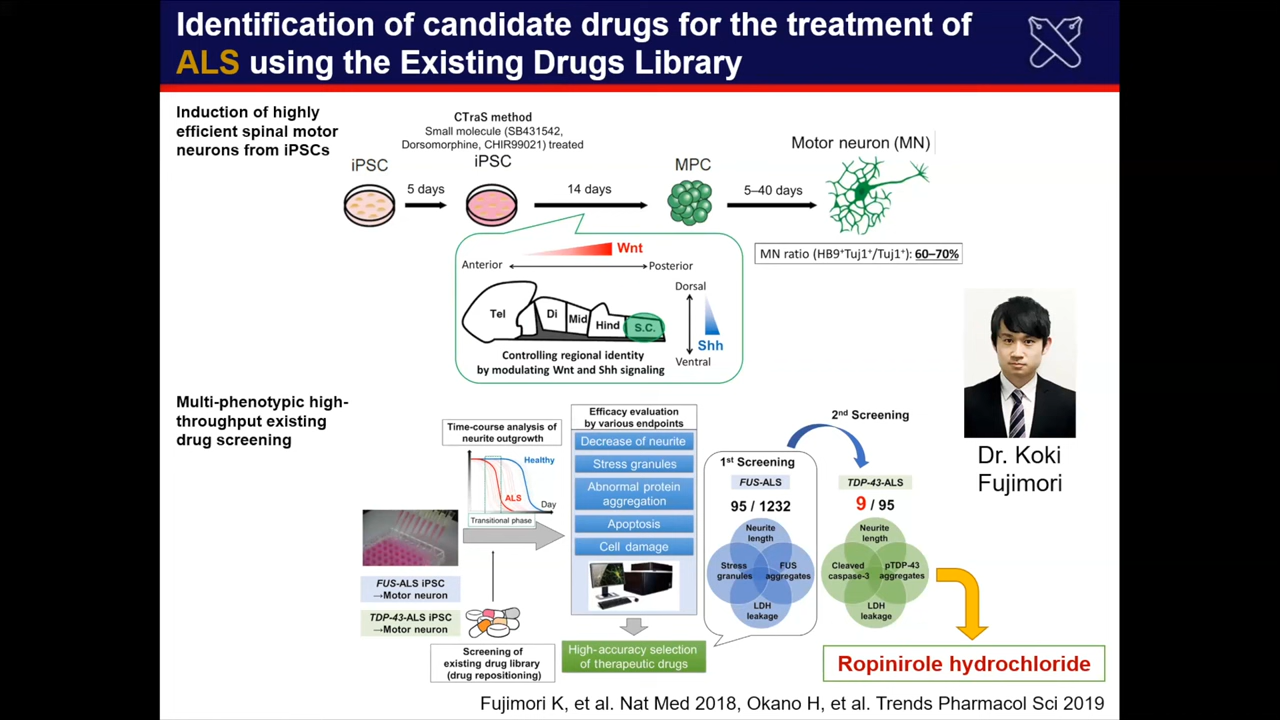 Identification of candidate drugs for the treatment of
ALS using the Existing Drugs Library
Induction of highly
efficient spinal motor
neurons from iPSCs
CTraS method
Small molecule (SB431542,
Dorsomorphine, CHIR99021) treated
iPSC
5 days
iPSC
14 days
MPC
5–40 days
Motor neuron (MN)
MN ratio (HB9⁺Tuj1⁺/Tuj1⁺): 60–70%
Wnt
Anterior
Posterior
Tel
Di
Mid
Hind
S.C.
Dorsal
Shh
Ventral
Controlling regional identity
by modulating Wnt and Shh signaling
Dr. Koki
Fujimori
Multi-phenotypic high-
throughput existing
drug screening
Time-course analysis of
neurite outgrowth
Healthy
ALS
Day
Transitional phase
FUS-ALS iPSC
→Motor neuron
TDP-43-ALS iPSC
→Motor neuron
Screening of
existing drug library
(drug repositioning)
Efficacy evaluation
by various endpoints
Decrease of neurite
Stress granules
Abnormal protein
aggregation
Apoptosis
Cell damage
High-accuracy selection
of therapeutic drugs
1st Screening
FUS-ALS
95 / 1232
Neurite
length
Stress
granules
FUS
aggregates
LDH
leakage
2nd Screening
TDP-43-ALS
9 / 95
Neurite
length
Cleaved
caspase-3
pTDP-43
aggregates
LDH
leakage
Ropinirole hydrochloride
Fujimori K, et al. Nat Med 2018, Okano H, et al. Trends Pharmacol Sci 2019